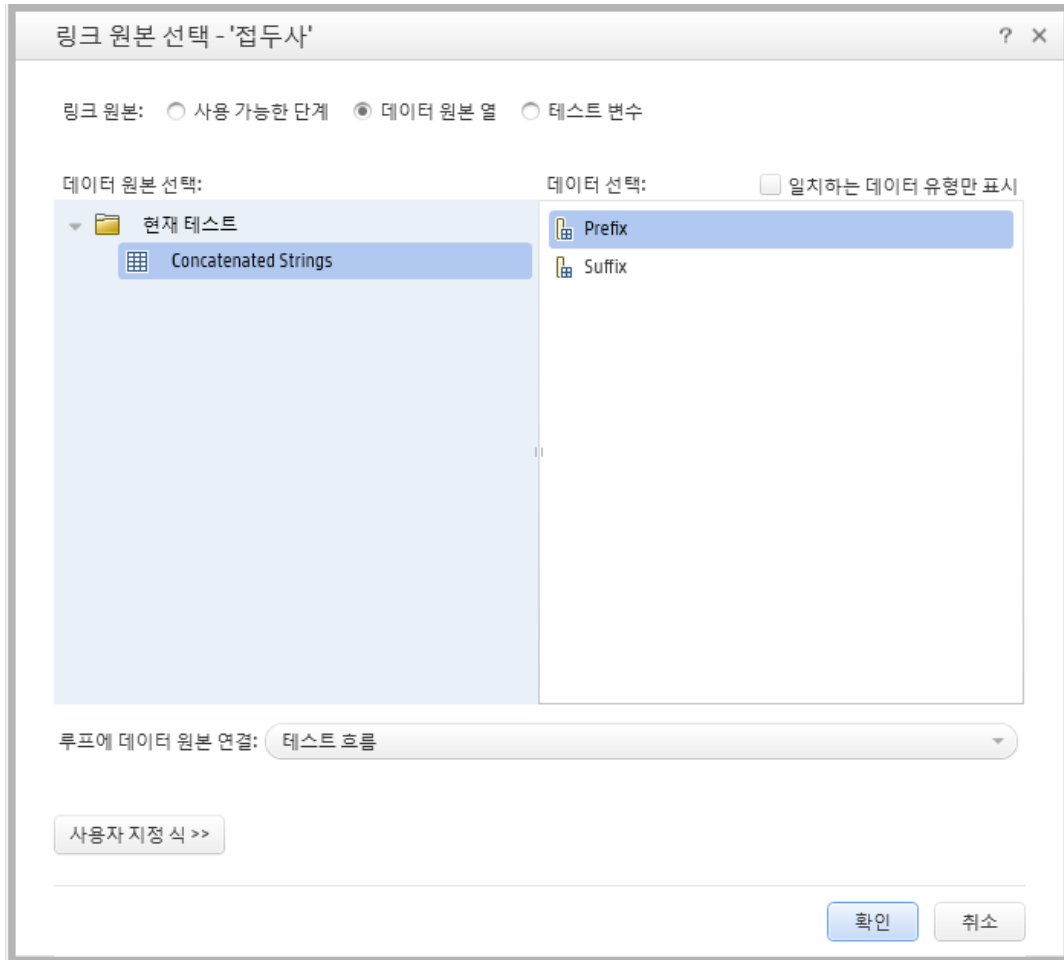 링크 원본 선택 - '접두사' ? ×
링크 원본: 사용 가능한 단계 데이터 원본 열 테스트 변수
데이터 원본 선택: 데이터 선택: 일치하는 데이터 유형만 표시
현재 테스트
Prefix
Concatenated Strings
Suffix
루프에 데이터 원본 연결: 테스트 흐름
사용자 지정 식 >>
확인 취소